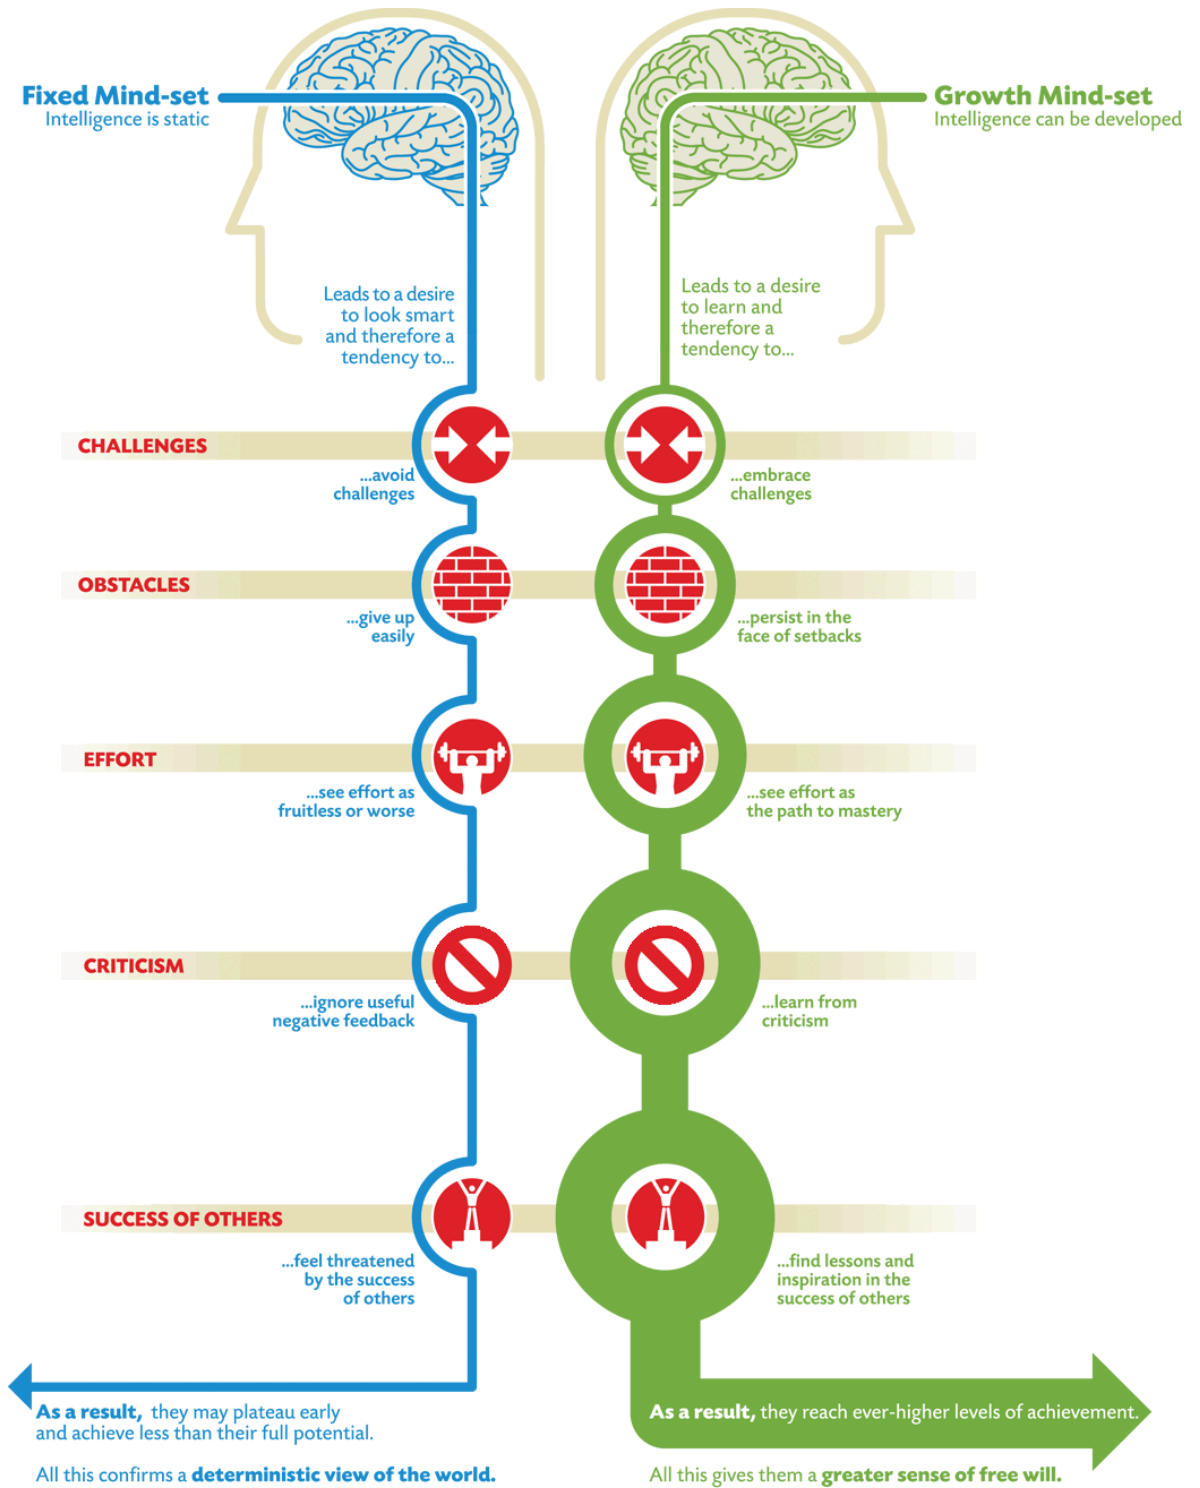 Fixed Mind-set
Intelligence is static
Growth Mind-set
Intelligence can be developed
Leads to a desire
to look smart
and therefore a
tendency to...
Leads to a desire
to learn and
therefore a
tendency to...
CHALLENGES
...avoid
challenges
...embrace
challenges
OBSTACLES
...give up
easily
...persist in the
face of setbacks
EFFORT
...see effort as
fruitless or worse
...see effort as
the path to mastery
CRITICISM
...ignore useful
negative feedback
...learn from
criticism
SUCCESS OF OTHERS
...feel threatened
by the success
of others
...find lessons and
inspiration in the
success of others
As a result, they may plateau early
and achieve less than their full potential.
All this confirms a deterministic view of the world.
As a result, they reach ever-higher levels of achievement.
All this gives them a greater sense of free will.